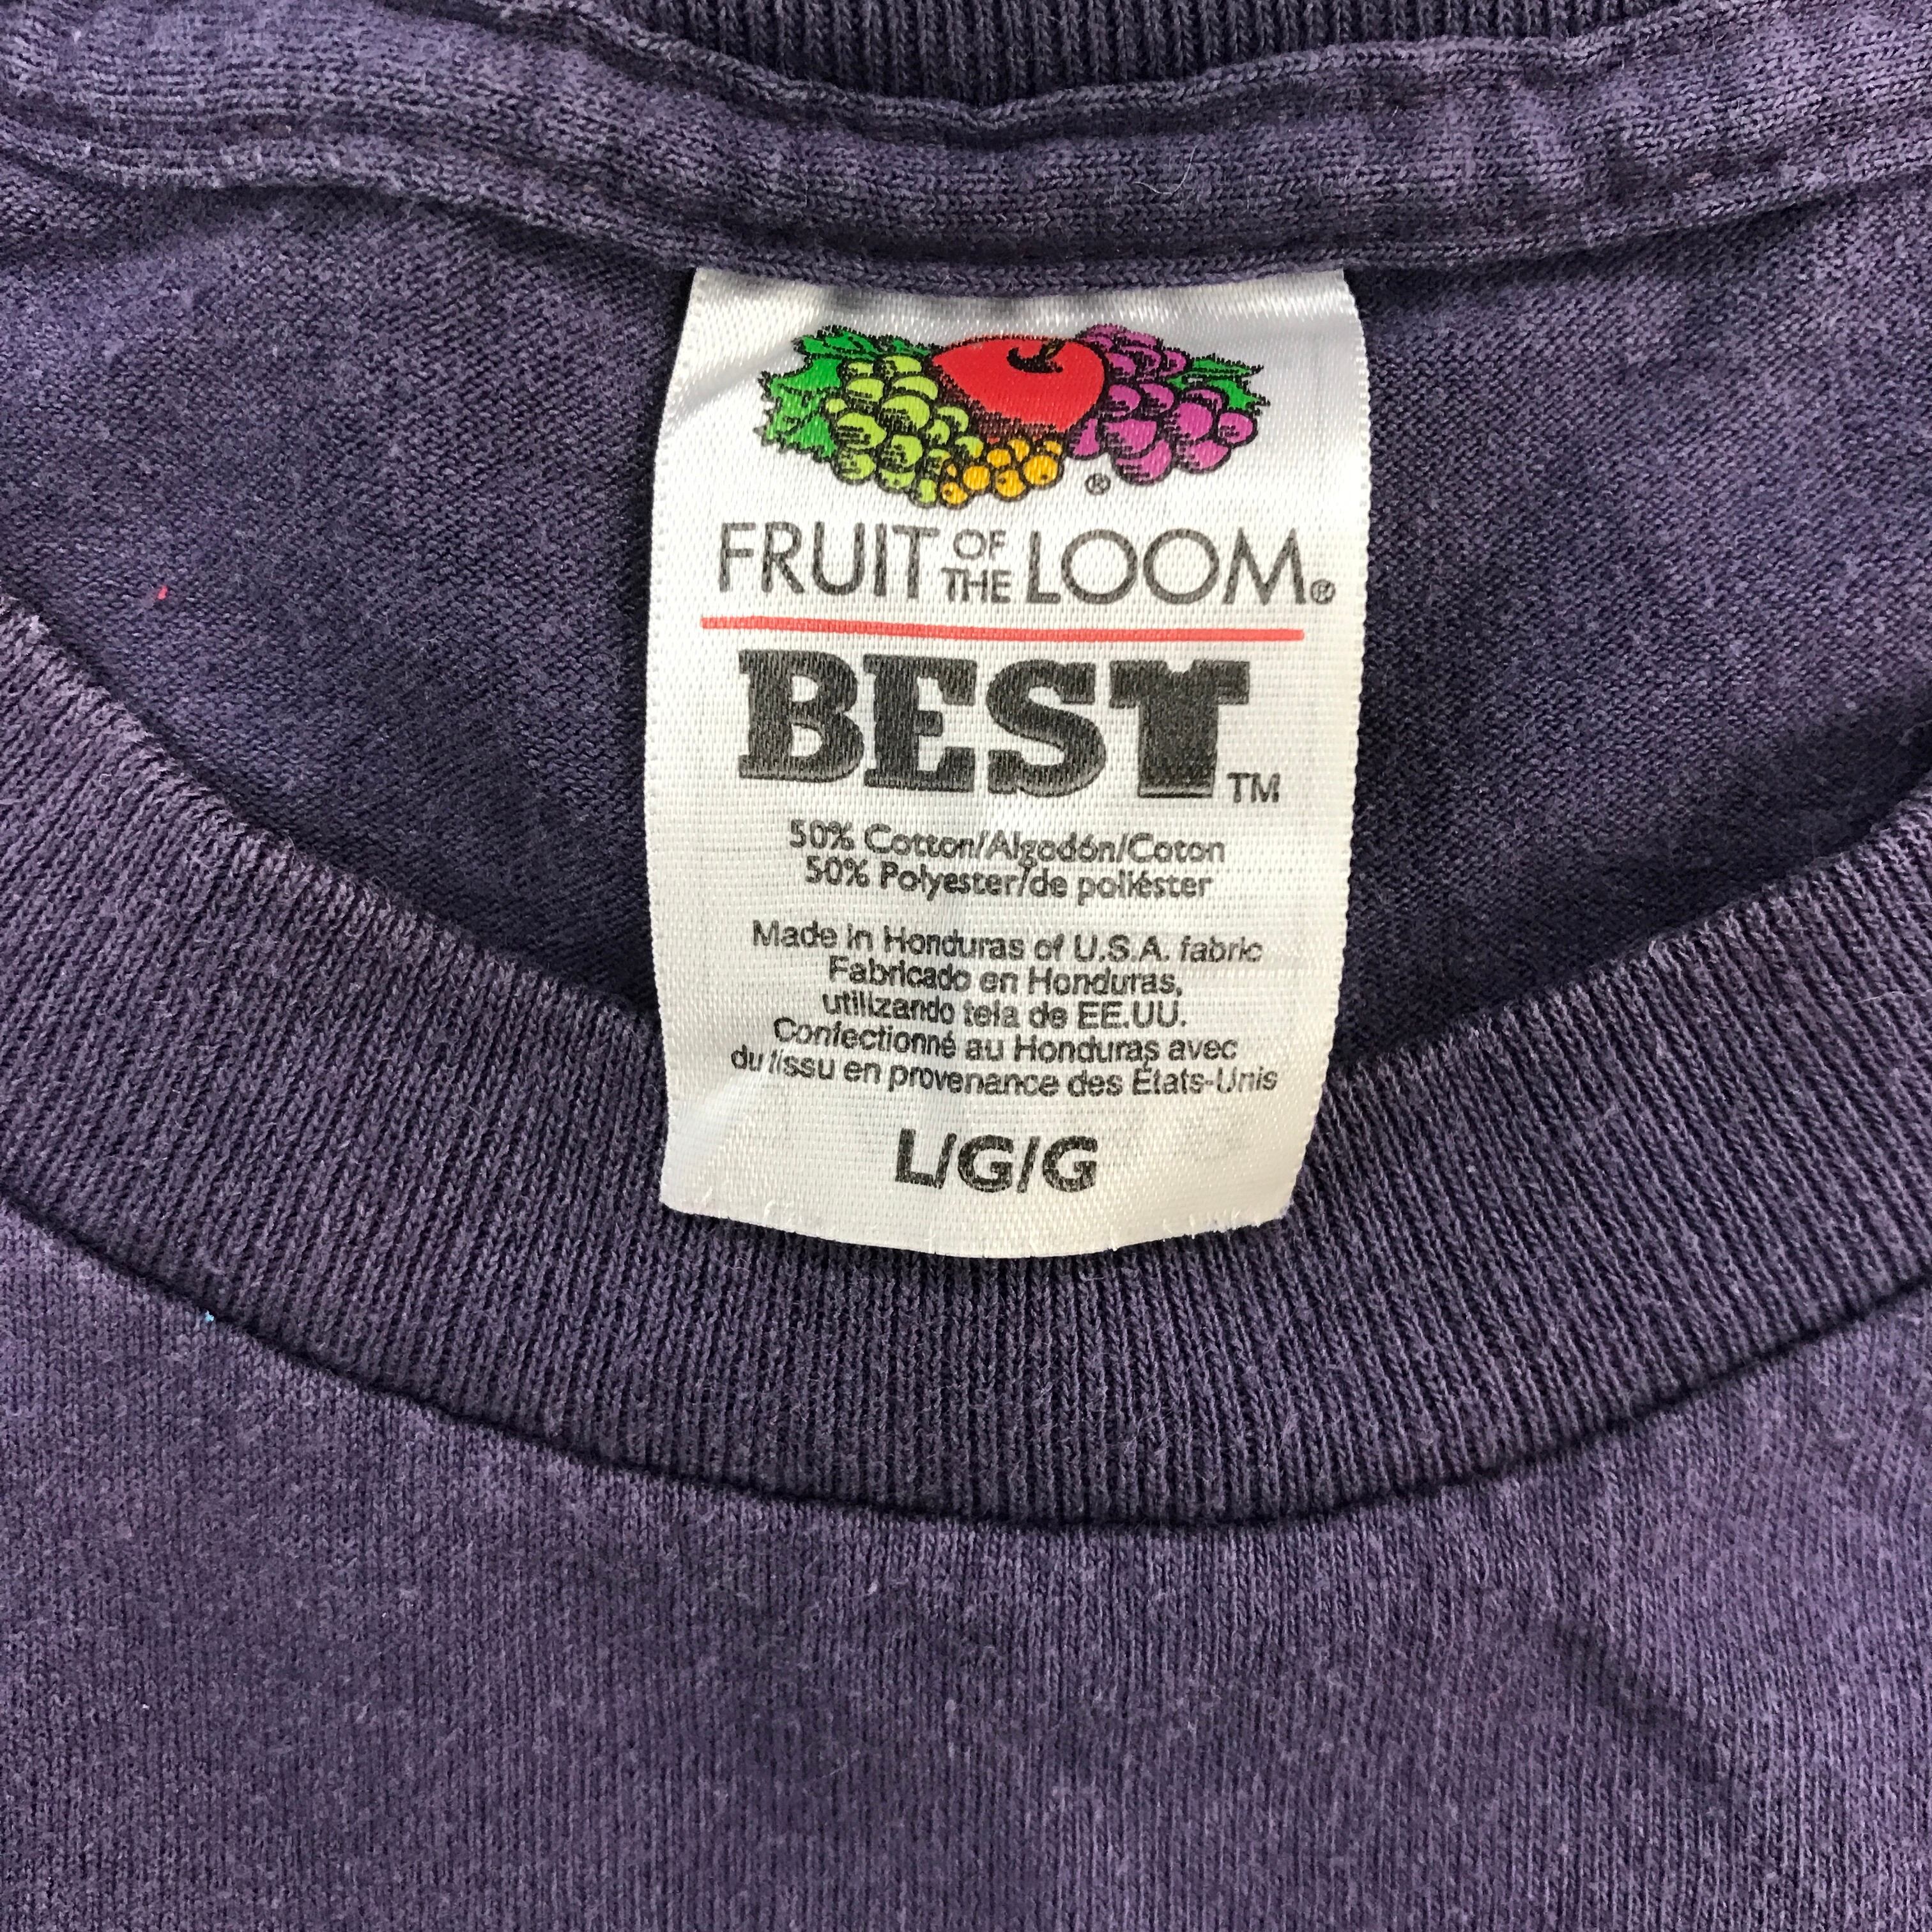 ®
FRUIT OF THE LOOM®
BEST™
50% Cotton/Algodón/Coton
50% Polyester/de poliéster
Made in Honduras of U.S.A. fabric
Fabricado en Honduras,
utilizando tela de EE.UU.
Confectionné au Honduras avec
du tissu en provenance des États-Unis
L/G/G